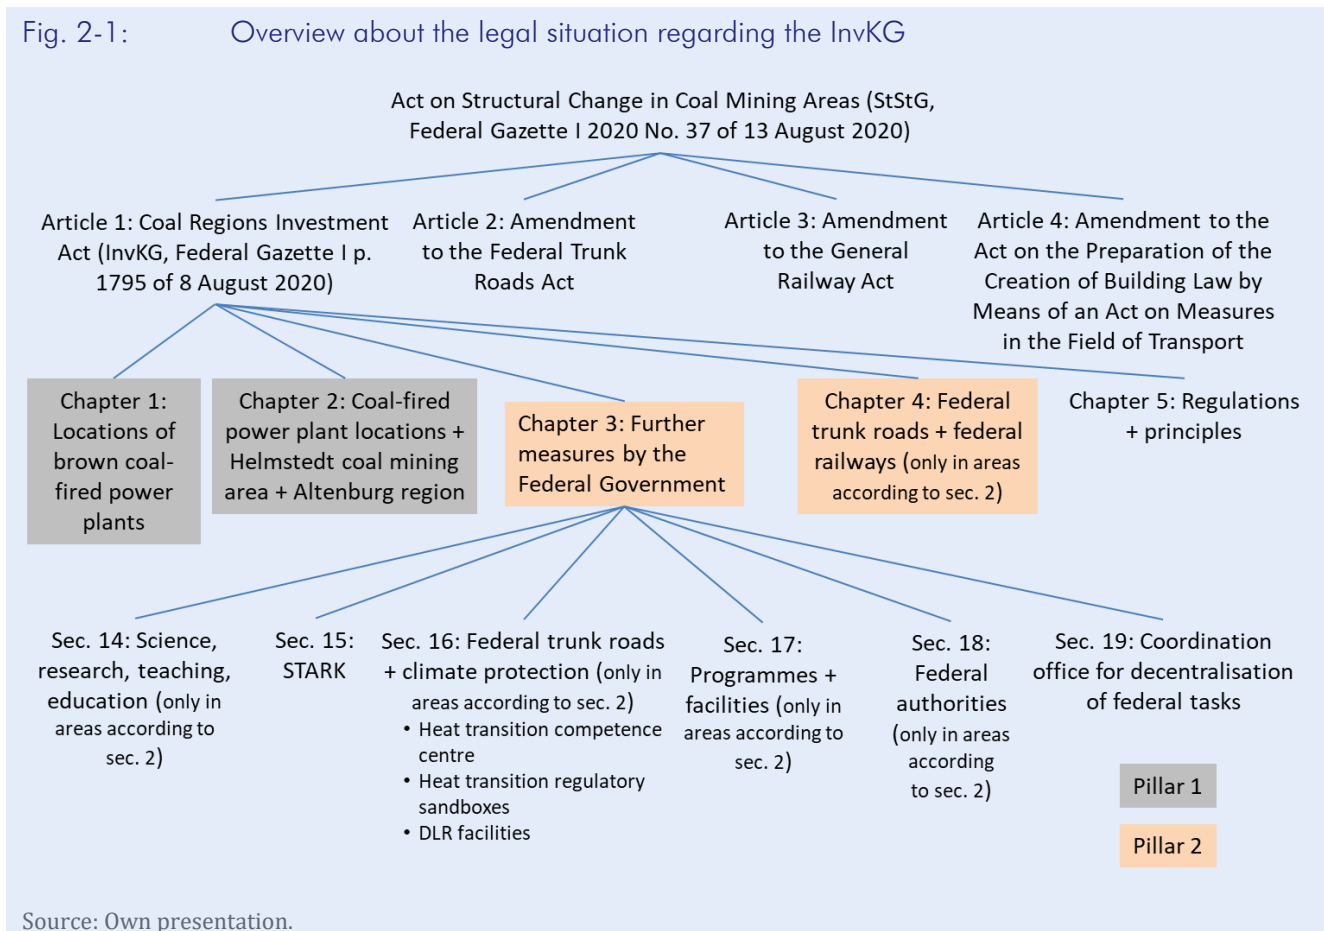 Fig. 2-1: Overview about the legal situation regarding the InvKG
Act on Structural Change in Coal Mining Areas (StStG,
Federal Gazette I 2020 No. 37 of 13 August 2020)
Article 1: Coal Regions Investment
Act (InvKG, Federal Gazette I p.
1795 of 8 August 2020)
Article 2: Amendment
to the Federal Trunk
Roads Act
Article 3: Amendment
to the General
Railway Act
Article 4: Amendment to the
Act on the Preparation of the
Creation of Building Law by
Means of an Act on Measures
in the Field of Transport
Chapter 1:
Locations of
brown coal-
fired power
plants
Chapter 2: Coal-fired
power plant locations +
Helmstedt coal mining
area + Altenburg region
Chapter 3: Further
measures by the
Federal Government
Chapter 4: Federal
trunk roads + federal
railways (only in areas
according to sec. 2)
Chapter 5: Regulations
+ principles
Sec. 14: Science,
research, teaching,
education (only in
areas according to
sec. 2)
Sec. 15:
STARK
Sec. 16: Federal trunk roads
+ climate protection (only in
areas according to sec. 2)
• Heat transition competence
centre
• Heat transition regulatory
sandboxes
• DLR facilities
Sec. 17:
Programmes +
facilities (only in
areas according to
sec. 2)
Sec. 18:
Federal
authorities
(only in areas
according
to sec. 2)
Sec. 19: Coordination
office for decentralisation
of federal tasks
Pillar 1
Pillar 2
Source: Own presentation.